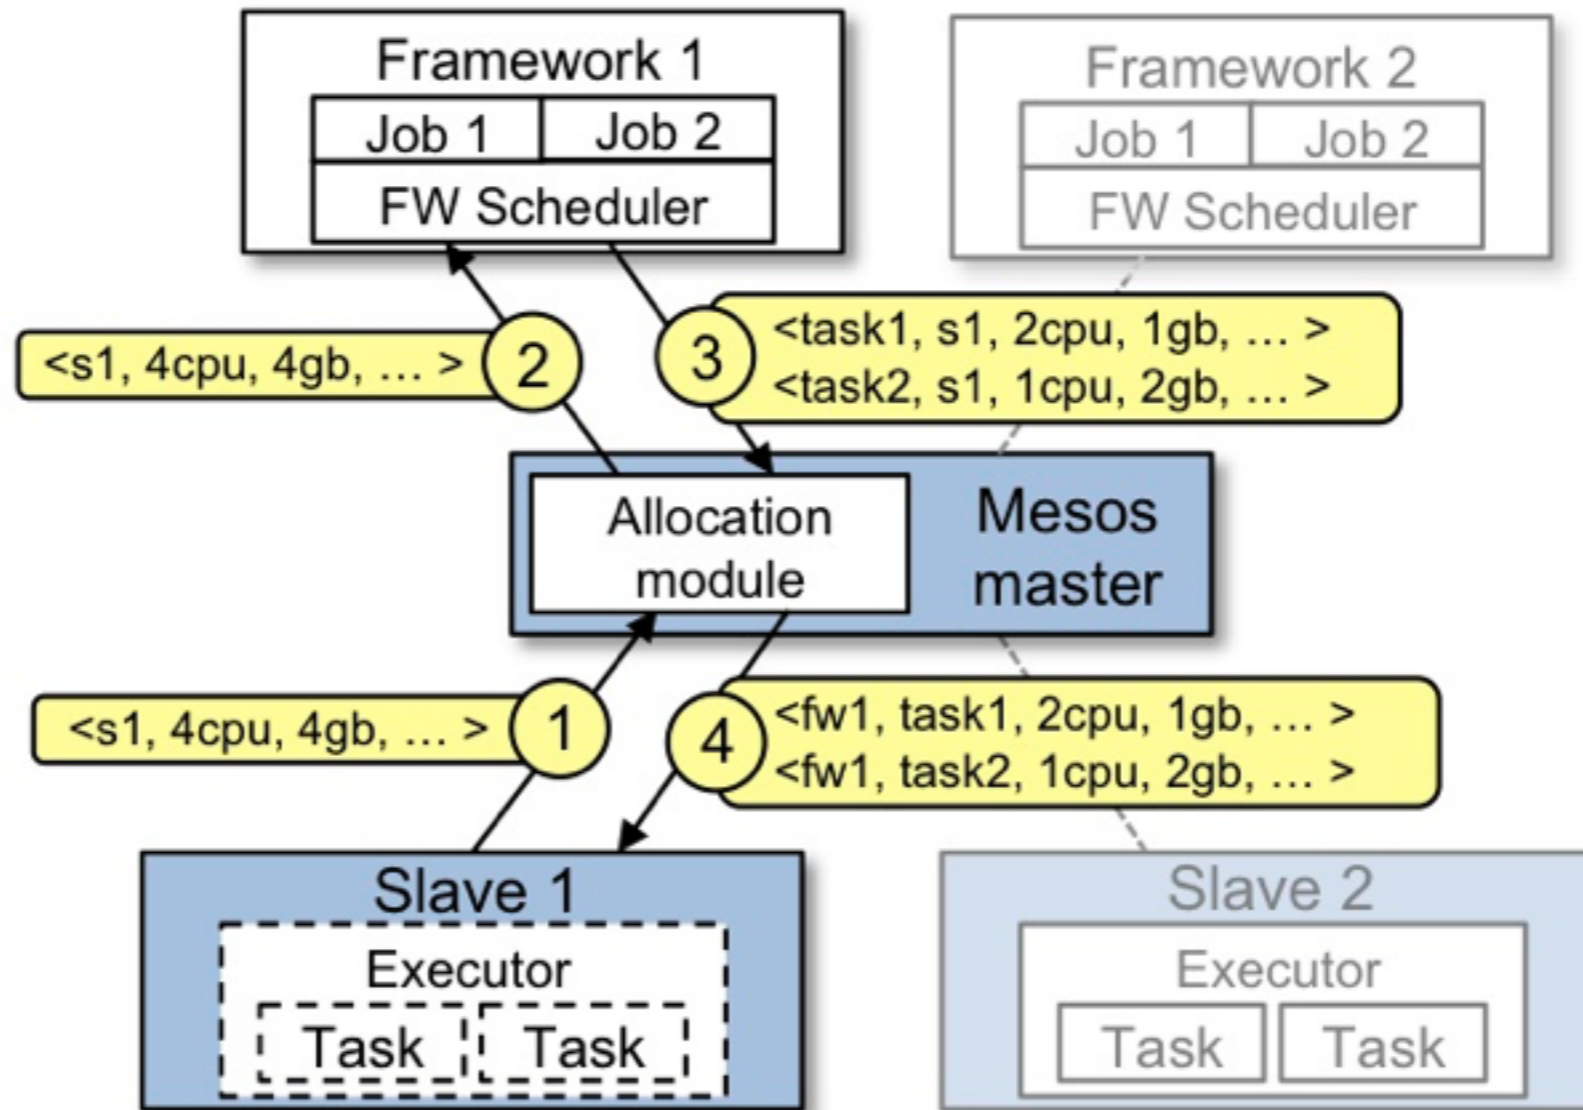 Framework 1
Job 1 Job 2
FW Scheduler
Framework 2
Job 1 Job 2
FW Scheduler
<s1, 4cpu, 4gb, ... >
2
3
<task1, s1, 2cpu, 1gb, ... >
<task2, s1, 1cpu, 2gb, ... >
Allocation
module
Mesos
master
<s1, 4cpu, 4gb, ... >
1
4
<fw1, task1, 2cpu, 1gb, ... >
<fw1, task2, 1cpu, 2gb, ... >
Slave 1
Executor
Task Task
Slave 2
Executor
Task Task